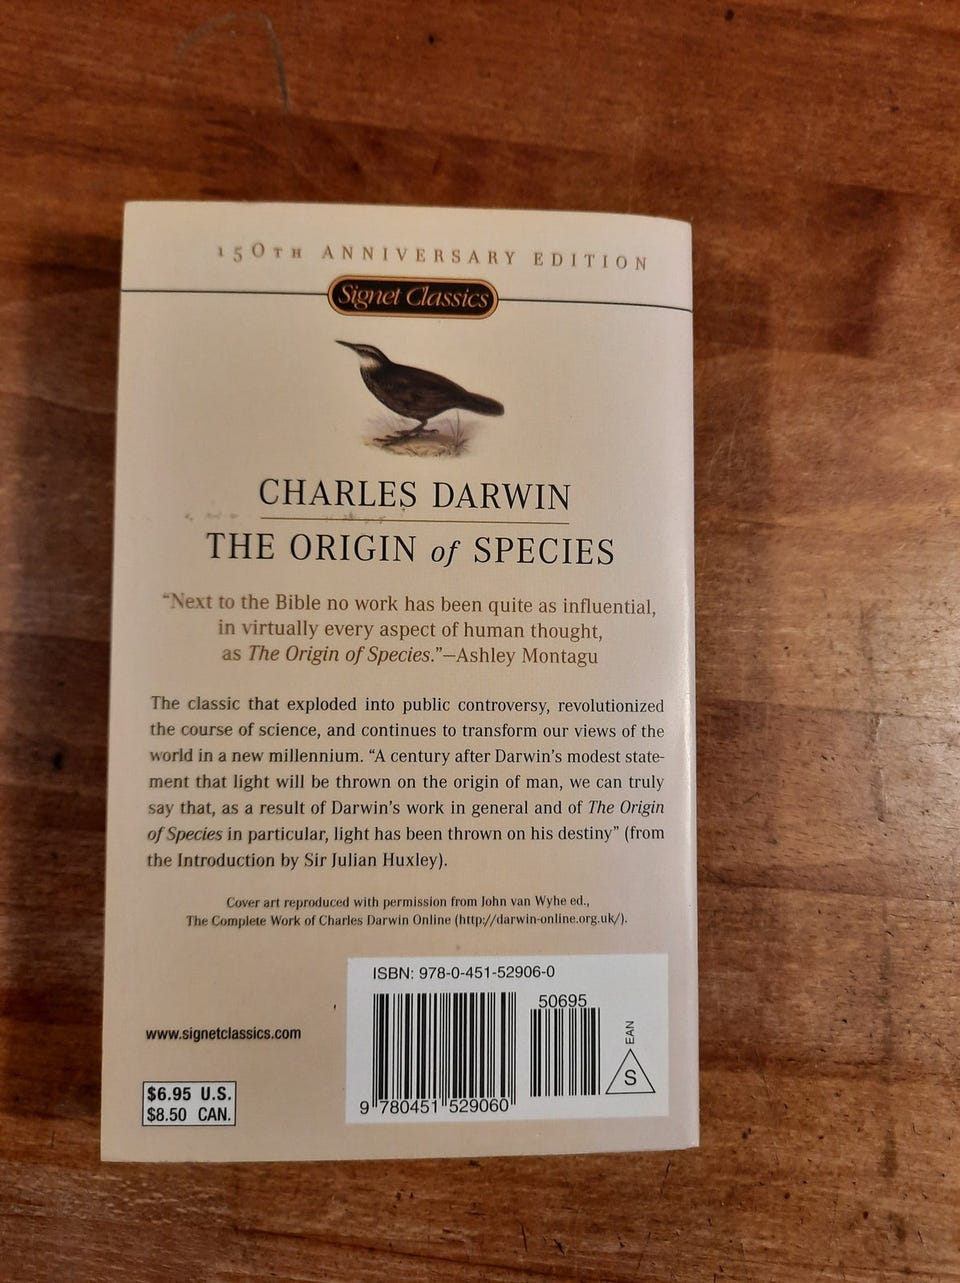 150TH ANNIVERSARY EDITION
Signet Classics
CHARLES DARWIN
THE ORIGIN of SPECIES
“Next to the Bible no work has been quite as influential,
in virtually every aspect of human thought,
as The Origin of Species.”—Ashley Montagu
The classic that exploded into public controversy, revolutionized
the course of science, and continues to transform our views of the
world in a new millennium. “A century after Darwin’s modest state-
ment that light will be thrown on the origin of man, we can truly
say that, as a result of Darwin’s work in general and of The Origin
of Species in particular, light has been thrown on his destiny” (from
the Introduction by Sir Julian Huxley).
Cover art reproduced with permission from John van Wyhe ed.,
The Complete Work of Charles Darwin Online (http://darwin-online.org.uk/).
ISBN: 978-0-451-52906-0
50695
EAN
S
9 780451 529060
www.signetclassics.com
$6.95 U.S.
$8.50 CAN.